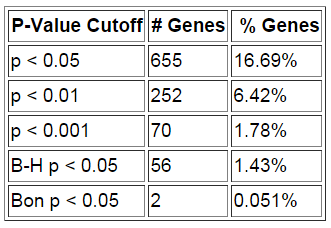 P-Value Cutoff # Genes % Genes
p < 0.05 655 16.69%
p < 0.01 252 6.42%
p < 0.001 70 1.78%
B-H p < 0.05 56 1.43%
Bon p < 0.05 2 0.051%